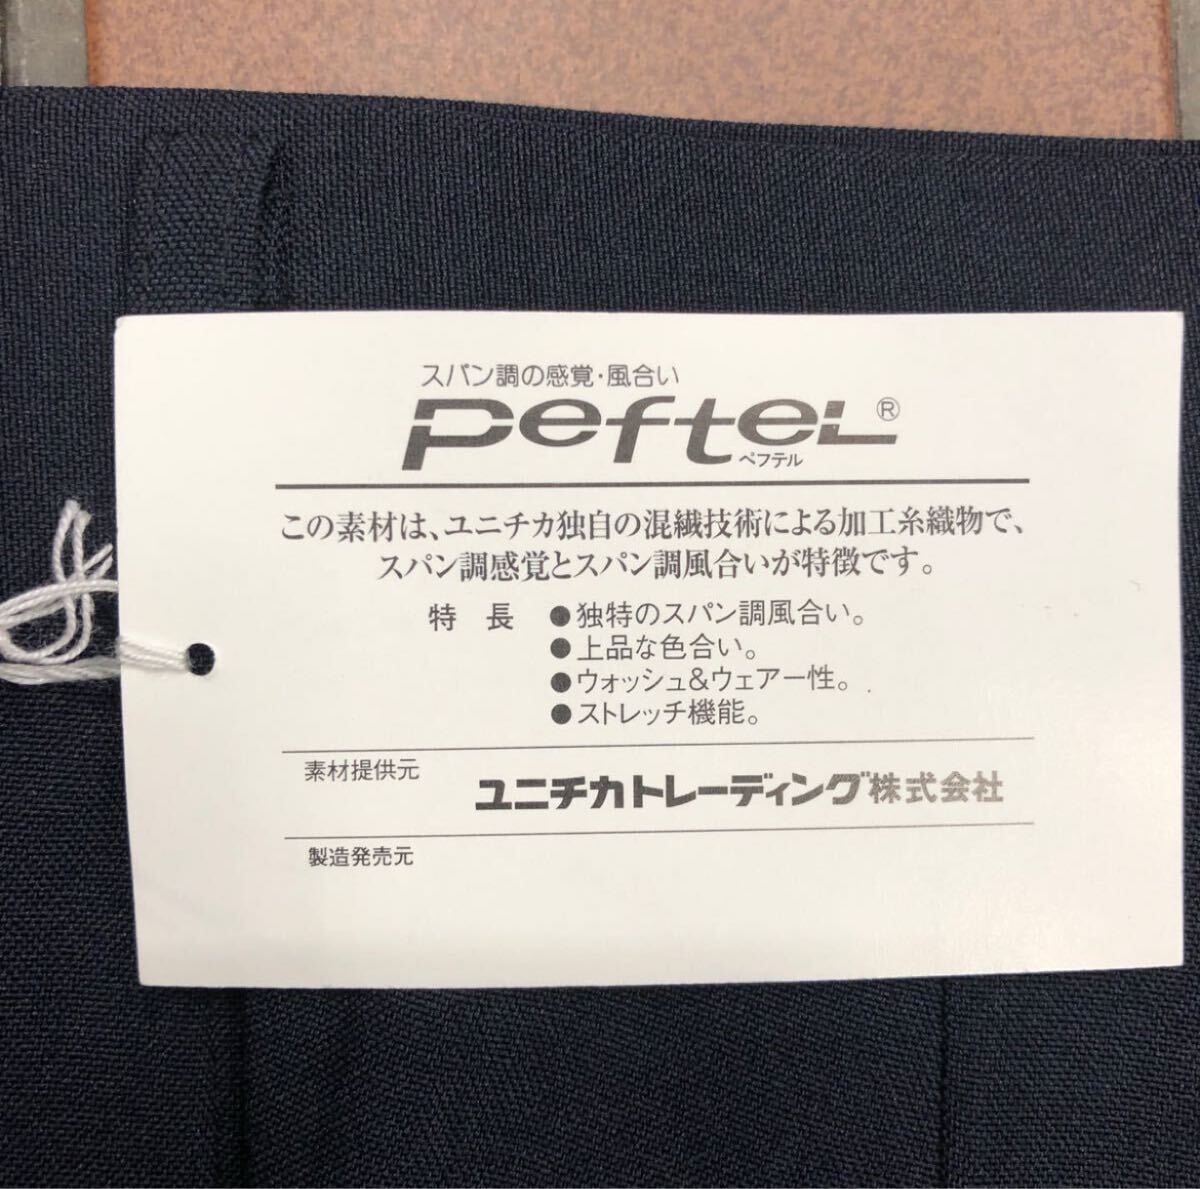 スパン調の感覚・風合い
PefteL®
ペフテル
この素材は、ユニチカ独自の混繊技術による加工糸織物で、
スパン調感覚とスパン調風合いが特徴です。
特 長 ●独特のスパン調風合い。
●上品な色合い。
●ウォッシュ&ウェアー性。
●ストレッチ機能。
素材提供元 ユニチカトレーディング株式会社
製造発売元